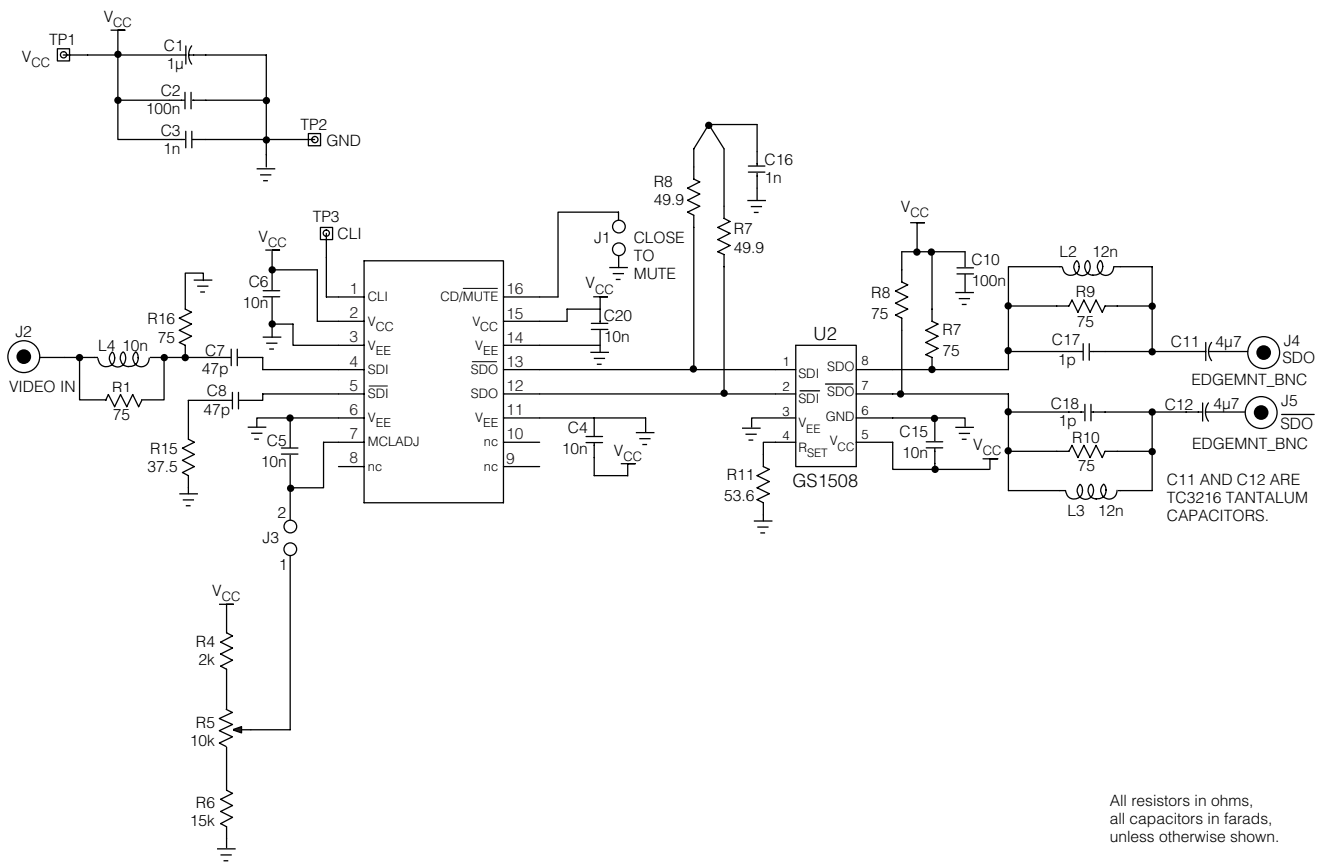 VCC
TP1
VCC
C1
1µ
C2
100n
C3
1n
TP2
GND
C16
1n
R8
49.9
R7
49.9
TP3
CLI
VCC
C6
10n
J1
CLOSE
TO
MUTE
VCC
C20
10n
1
CLI
2
VCC
3
VEE
4
SDI
5
SDI
6
VEE
7
MCLADJ
8
nc
CD/MUTE
16
VCC
15
VEE
14
SDO
13
SDO
12
VEE
11
nc
10
nc
9
J2
VIDEO IN
L4 10n
R1
75
R16
75
C7
47p
C8
47p
R15
37.5
C5
10n
C4
10n
VCC
2
J3
1
VCC
R4
2k
R5
10k
R6
15k
VCC
C10
100n
R8
75
R7
75
U2
1
SDI
2
SDI
3
VEE
4
RSET
SDO
8
SDO
7
GND
6
VCC
5
GS1508
R11
53.6
C15
10n
VCC
L2 12n
R9
75
C17
1p
C11
4µ7
J4
SDO
EDGEMNT_BNC
C18
1p
C12
4µ7
J5
SDO
EDGEMNT_BNC
R10
75
L3 12n
C11 AND C12 ARE
TC3216 TANTALUM
CAPACITORS.
All resistors in ohms,
all capacitors in farads,
unless otherwise shown.